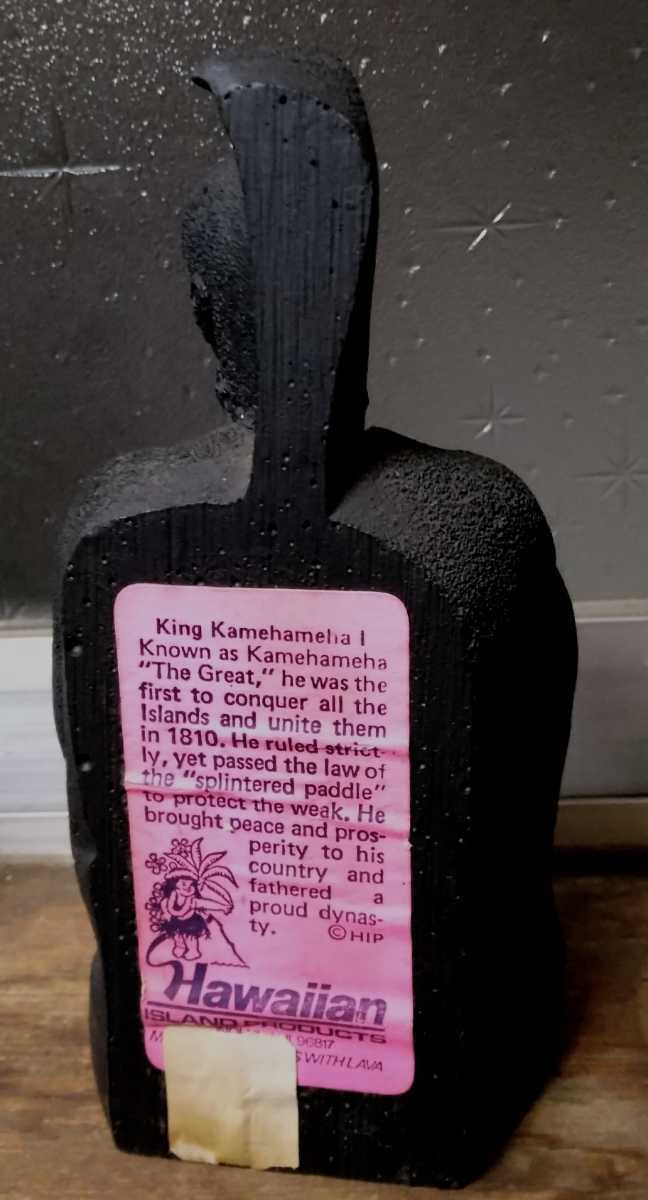 King Kamehameha I
Known as Kamehameha
"The Great," he was the
first to conquer all the
Islands and unite them
in 1810. He ruled strict-
ly, yet passed the law of
the "splintered paddle"
to protect the weak. He
brought peace and pros-
perity to his
country and
fathered a
proud dynas-
ty. ©HIP
Hawaiian
ISLAND PRODUCTS
96817
WITH LAVA